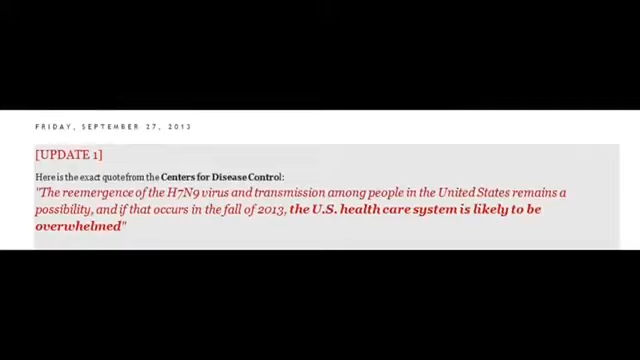 FRIDAY, SEPTEMBER 27, 2013
[UPDATE 1]
Here is the exact quote from the Centers for Disease Control:
"The reemergence of the H7N9 virus and transmission among people in the United States remains a
possibility, and if that occurs in the fall of 2013, the U.S. health care system is likely to be
overwhelmed"